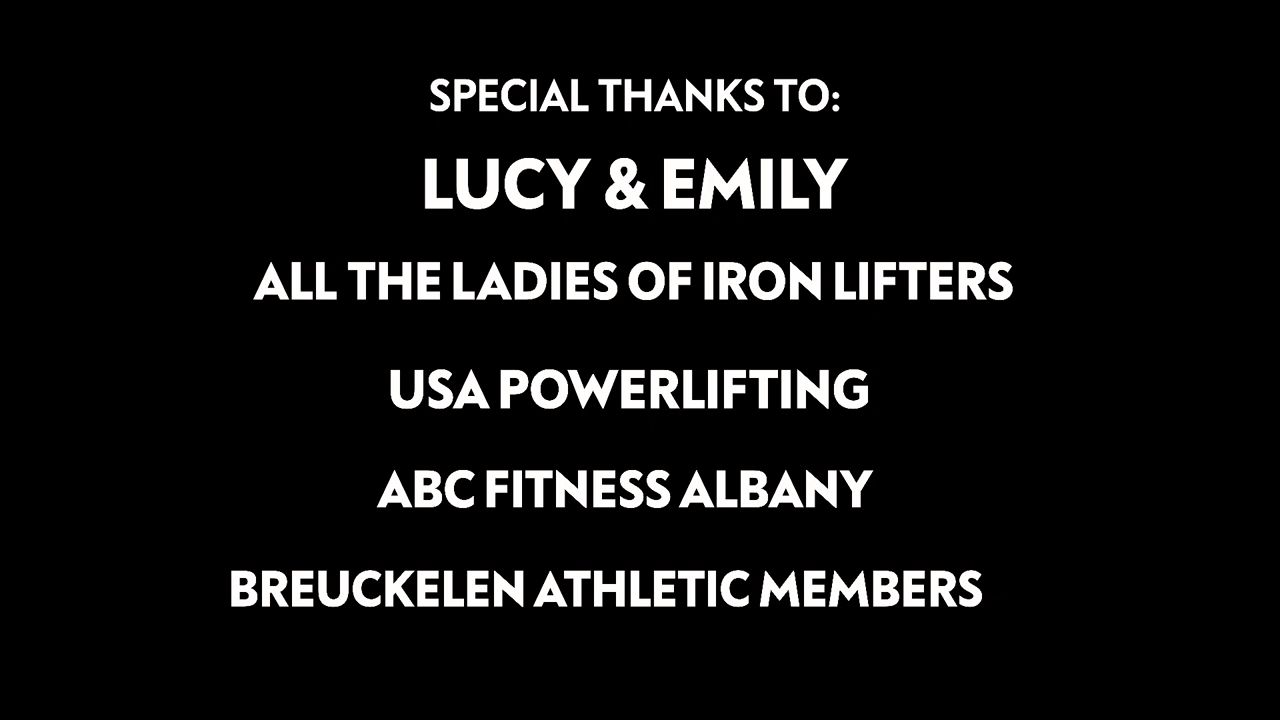 SPECIAL THANKS TO:
LUCY & EMILY
ALL THE LADIES OF IRON LIFTERS
USA POWERLIFTING
ABC FITNESS ALBANY
BREUCKELEN ATHLETIC MEMBERS